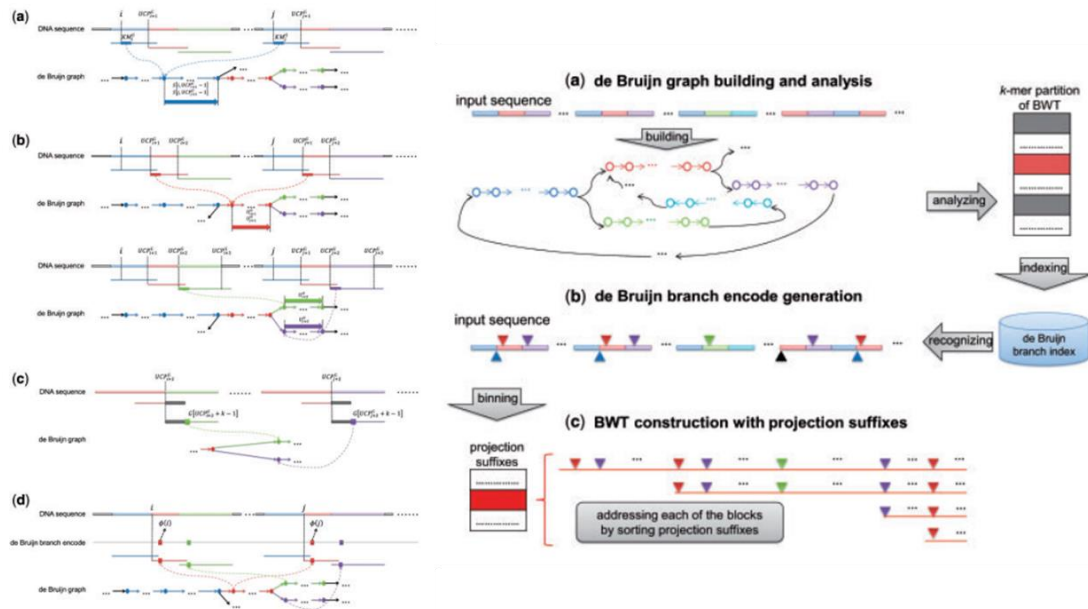 (a)
i
j
DNA sequence
de Bruijn graph
(b)
i
j
DNA sequence
de Bruijn graph
i
j
DNA sequence
de Bruijn graph
(c)
DNA sequence
de Bruijn graph
(d)
i
j
ϕ(i)
ϕ(j)
DNA sequence
de Bruijn branch encode
de Bruijn graph
(a) de Bruijn graph building and analysis
input sequence
building
k-mer partition
of BWT
analyzing
indexing
(b) de Bruijn branch encode generation
input sequence
recognizing
de Bruijn
branch index
binning
(c) BWT construction with projection suffixes
projection
suffixes
addressing each of the blocks
by sorting projection suffixes